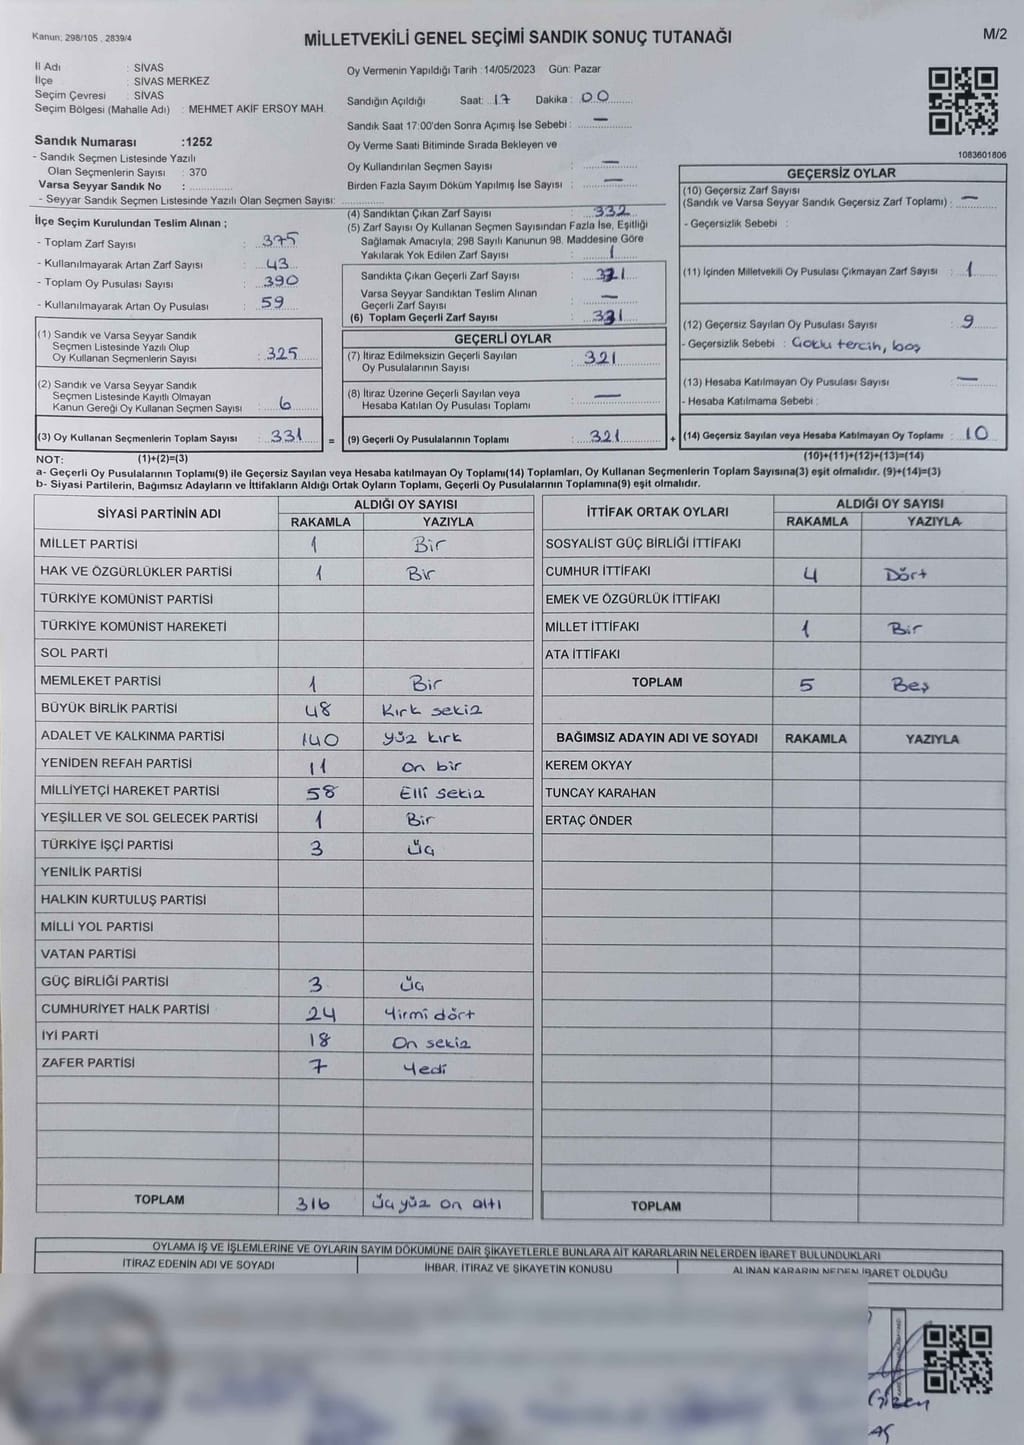 Kanun: 298/105 , 2839/4
MİLLETVEKİLİ GENEL SEÇİMİ SANDIK SONUÇ TUTANAĞI
M/2
İl Adı : SİVAS
İlçe : SİVAS MERKEZ
Seçim Çevresi : SİVAS
Seçim Bölgesi (Mahalle Adı) : MEHMET AKİF ERSOY MAH.
Sandık Numarası :1252
- Sandık Seçmen Listesinde Yazılı
Olan Seçmenlerin Sayısı : 370
Varsa Seyyar Sandık No : ..............
- Seyyar Sandık Seçmen Listesinde Yazılı Olan Seçmen Sayısı: ..............
Oy Vermenin Yapıldığı Tarih :14/05/2023 Gün: Pazar
Sandığın Açıldığı Saat: 17 Dakika : 00
Sandık Saat 17:00'den Sonra Açımış İse Sebebi : —
Oy Verme Saati Bitiminde Sırada Bekleyen ve
Oy Kullandırılan Seçmen Sayısı : —
Birden Fazla Sayım Döküm Yapılmış İse Sayısı : —
1083601806
İlçe Seçim Kurulundan Teslim Alınan ;
- Toplam Zarf Sayısı : 375
- Kullanılmayarak Artan Zarf Sayısı : 43
- Toplam Oy Pusulası Sayısı : 390
- Kullanılmayarak Artan Oy Pusulası : 59
(1) Sandık ve Varsa Seyyar Sandık
Seçmen Listesinde Yazılı Olup
Oy Kullanan Seçmenlerin Sayısı : 325
(2) Sandık ve Varsa Seyyar Sandık
Seçmen Listesinde Kayıtlı Olmayan
Kanun Gereği Oy Kullanan Seçmen Sayısı : 6
(3) Oy Kullanan Seçmenlerin Toplam Sayısı : 331 =
(4) Sandıktan Çıkan Zarf Sayısı : 332
(5) Zarf Sayısı Oy Kullanan Seçmen Sayısından Fazla İse, Eşitliği
Sağlamak Amacıyla; 298 Sayılı Kanunun 98. Maddesine Göre
Yakılarak Yok Edilen Zarf Sayısı : 1
Sandıkta Çıkan Geçerli Zarf Sayısı : 331
Varsa Seyyar Sandıktan Teslim Alınan
Geçerli Zarf Sayısı : —
(6) Toplam Geçerli Zarf Sayısı : 331
GEÇERLİ OYLAR
(7) İtiraz Edilmeksizin Geçerli Sayılan
Oy Pusulalarının Sayısı : 321
(8) İtiraz Üzerine Geçerli Sayılan veya
Hesaba Katılan Oy Pusulası Toplamı : —
(9) Geçerli Oy Pusulalarının Toplamı : 321 +
GEÇERSİZ OYLAR
(10) Geçersiz Zarf Sayısı
(Sandık ve Varsa Seyyar Sandık Geçersiz Zarf Toplamı) : —
- Geçersizlik Sebebi :
(11) İçinden Milletvekili Oy Pusulası Çıkmayan Zarf Sayısı : 1
(12) Geçersiz Sayılan Oy Pusulası Sayısı : 9
- Geçersizlik Sebebi : Çoklu tercih, boş
(13) Hesaba Katılmayan Oy Pusulası Sayısı : —
- Hesaba Katılmama Sebebi :
(14) Geçersiz Sayılan veya Hesaba Katılmayan Oy Toplamı : 10
NOT: (1)+(2)=(3) (10)+(11)+(12)+(13)=(14)
a- Geçerli Oy Pusulalarının Toplamı(9) ile Geçersiz Sayılan veya Hesaba katılmayan Oy Toplamı(14) Toplamları, Oy Kullanan Seçmenlerin Toplam Sayısına(3) eşit olmalıdır. (9)+(14)=(3)
b- Siyasi Partilerin, Bağımsız Adayların ve İttifakların Aldığı Ortak Oyların Toplamı, Geçerli Oy Pusulalarının Toplamına(9) eşit olmalıdır.
SİYASİ PARTİNİN ADI ALDIĞI OY SAYISI
RAKAMLA YAZIYLA
MİLLET PARTİSİ 1 Bir
HAK VE ÖZGÜRLÜKLER PARTİSİ 1 Bir
TÜRKİYE KOMÜNİST PARTİSİ
TÜRKİYE KOMÜNİST HAREKETİ
SOL PARTİ
MEMLEKET PARTİSİ 1 Bir
BÜYÜK BİRLİK PARTİSİ 48 Kırk sekiz
ADALET VE KALKINMA PARTİSİ 140 yüz kırk
YENİDEN REFAH PARTİSİ 11 On bir
MİLLİYETÇİ HAREKET PARTİSİ 58 Elli sekiz
YEŞİLLER VE SOL GELECEK PARTİSİ 1 Bir
TÜRKİYE İŞÇİ PARTİSİ 3 Üç
YENİLİK PARTİSİ
HALKIN KURTULUŞ PARTİSİ
MİLLİ YOL PARTİSİ
VATAN PARTİSİ
GÜÇ BİRLİĞİ PARTİSİ 3 Üç
CUMHURİYET HALK PARTİSİ 24 Yirmi dört
İYİ PARTİ 18 On sekiz
ZAFER PARTİSİ 7 Yedi
TOPLAM 316 Üç yüz on altı
İTTİFAK ORTAK OYLARI ALDIĞI OY SAYISI
RAKAMLA YAZIYLA
SOSYALİST GÜÇ BİRLİĞİ İTTİFAKI
CUMHUR İTTİFAKI 4 Dört
EMEK VE ÖZGÜRLÜK İTTİFAKI
MİLLET İTTİFAKI 1 Bir
ATA İTTİFAKI
TOPLAM 5 Beş
BAĞIMSIZ ADAYIN ADI VE SOYADI RAKAMLA YAZIYLA
KEREM OKYAY
TUNCAY KARAHAN
ERTAÇ ÖNDER
TOPLAM
OYLAMA İŞ VE İŞLEMLERİNE VE OYLARIN SAYIM DÖKÜMÜNE DAİR ŞİKAYETLERLE BUNLARA AİT KARARLARIN NELERDEN İBARET BULUNDUKLARI
İTİRAZ EDENİN ADI VE SOYADI İHBAR, İTİRAZ VE ŞİKAYETİN KONUSU ALINAN KARARIN NEDEN İBARET OLDUĞU